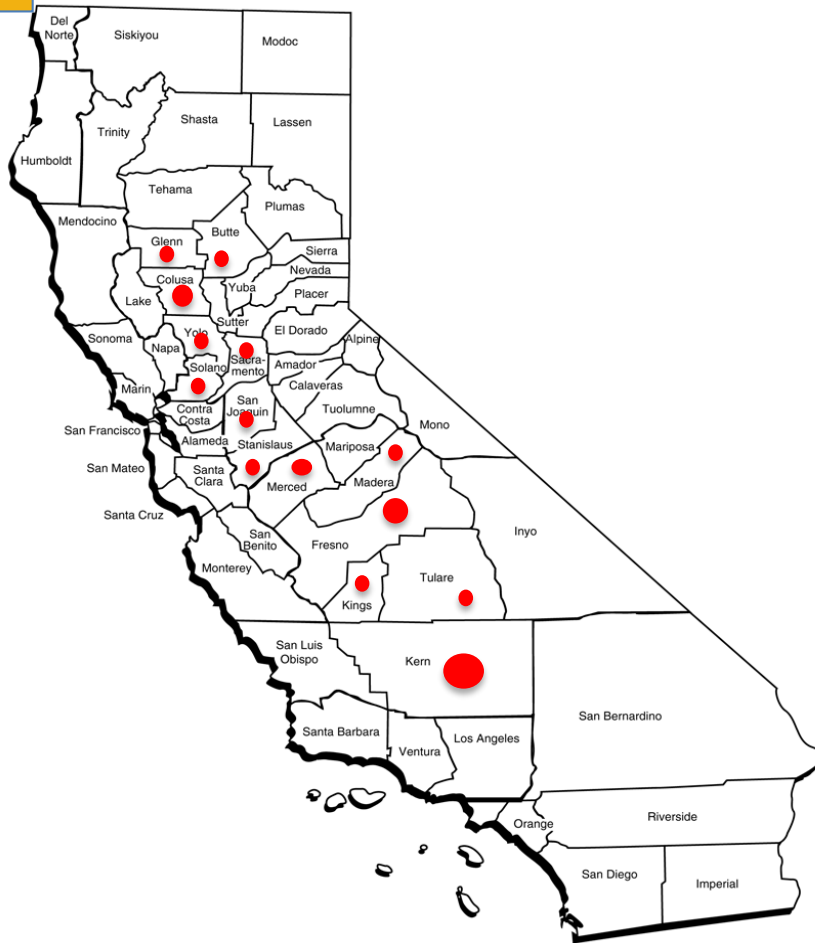 Del
Norte
Siskiyou
Modoc
Shasta
Lassen
Trinity
Humboldt
Tehama
Plumas
Mendocino
Butte
Glenn
Sierra
Nevada
Colusa
Yuba
Placer
Lake
Sutter
El Dorado
Yolo
Sonoma
Napa
Alpine
Sacra-
mento
Solano
Amador
Calaveras
Marin
San
Joaquin
Contra
Costa
Tuolumne
Mono
San Francisco
Alameda
Stanislaus
Mariposa
San Mateo
Santa
Clara
Merced
Madera
Santa Cruz
San
Benito
Fresno
Inyo
Monterey
Tulare
Kings
San Luis
Obispo
Kern
San Bernardino
Santa Barbara
Ventura
Los Angeles
Orange
Riverside
San Diego
Imperial